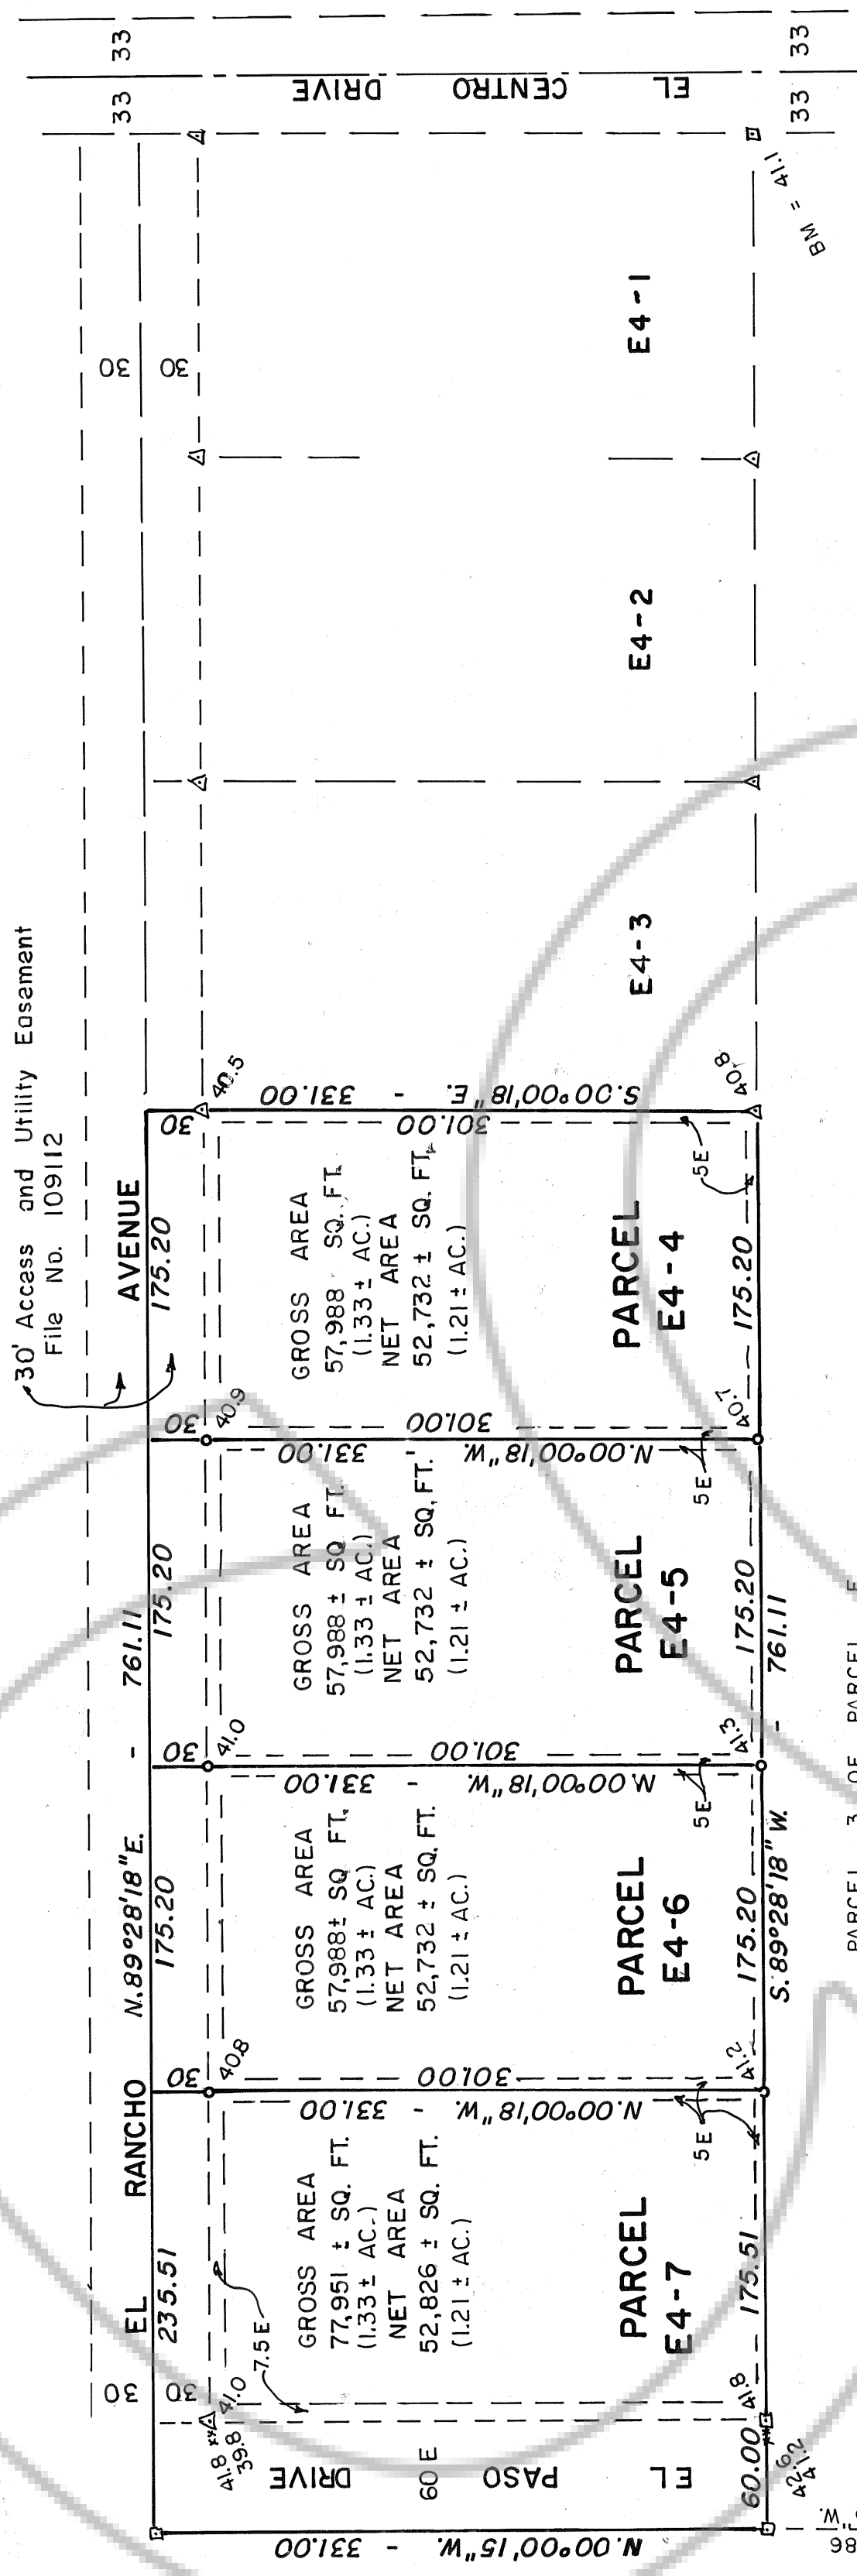 33
33
EL CENTRO DRIVE
33
33
BM = 41.1
30
30
E4-1
E4-2
E4-3
30' Access and Utility Easement
File No. 109112
EL RANCHO AVENUE
N.89°28'18"E. - 761.11
235.51
175.20
175.20
175.20
30
30
30
30
30
30
40.5
S.00°00'18"E. - 331.00
301.00
40.8
GROSS AREA
57,988 SQ. FT.
(1.33 ± AC.)
NET AREA
52,732 ± SQ. FT.
(1.21 ± AC.)
PARCEL
E4-4
5E
175.20
40.9
301.00
N.00°00'18"W. - 331.00
40.7
5E
GROSS AREA
57,988 ± SQ FT.
(1.33 ± AC.)
NET AREA
52,732 ± SQ. FT.
(1.21 ± AC.)
PARCEL
E4-5
175.20
41.0
301.00
N.00°00'18"W. - 331.00
41.3
5E
GROSS AREA
57,988± SQ FT.
(1.33 ± AC.)
NET AREA
52,732 ± SQ. FT.
(1.21 ± AC.)
PARCEL
E4-6
175.20
40.8
301.00
N.00°00'18"W. - 331.00
41.2
5E
GROSS AREA
77,951 ± SQ. FT.
(1.33 ± AC.)
NET AREA
52,826 ± SQ. FT.
(1.21 ± AC.)
PARCEL
E4-7
175.51
7.5 E
41.0
41.8
39.8
41.8
S.89°28'18"W. - 761.11
EL PASO DRIVE
60 E
60.00
42.6
41.2
N.00°00'15"W. - 331.00
PARCEL 3 OF PARCEL
"W.
86